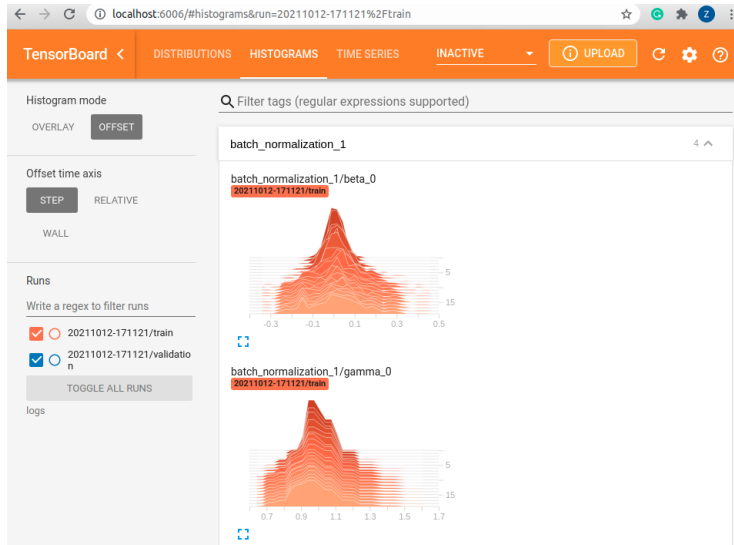 localhost:6006/#histograms&run=20211012-171121%2Ftrain
Z
TensorBoard
DISTRIBUTIONS HISTOGRAMS TIME SERIES INACTIVE UPLOAD
Histogram mode
OVERLAY OFFSET
Offset time axis
STEP RELATIVE
WALL
Runs
Write a regex to filter runs
20211012-171121/train
20211012-171121/validatio
n
TOGGLE ALL RUNS
logs
Filter tags (regular expressions supported)
batch_normalization_1 4
batch_normalization_1/beta_0
20211012-171121/train
5
15
-0.3 -0.1 0.1 0.3 0.5
batch_normalization_1/gamma_0
20211012-171121/train
5
15
0.7 0.9 1.1 1.3 1.5 1.7